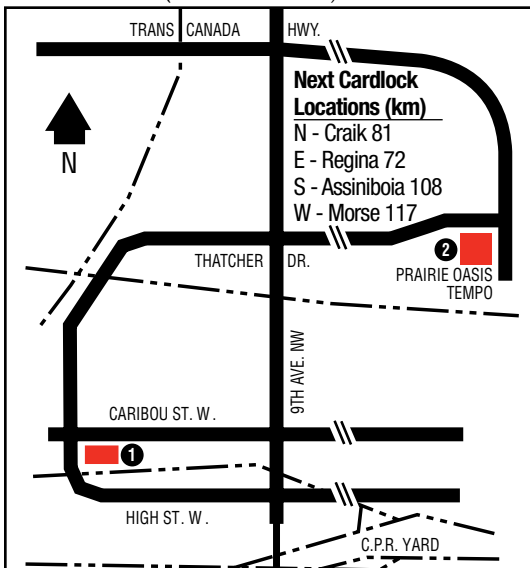 TRANS CANADA HWY.
Next Cardlock
Locations (km)
N - Craik 81
E - Regina 72
S - Assiniboia 108
W - Morse 117
N
THATCHER DR.
2
PRAIRIE OASIS
TEMPO
9TH AVE. NW
CARIBOU ST. W.
1
HIGH ST. W.
C.P.R. YARD